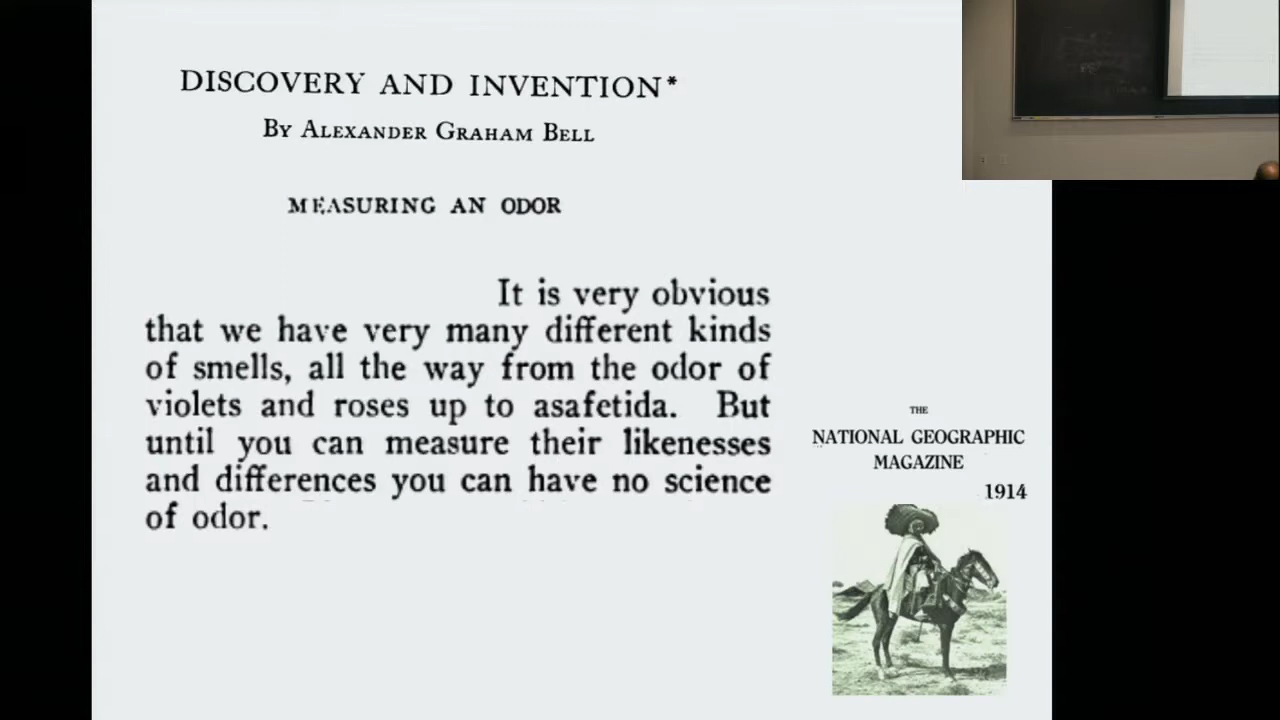 DISCOVERY AND INVENTION*
By Alexander Graham Bell
MEASURING AN ODOR
It is very obvious
that we have very many different kinds
of smells, all the way from the odor of
violets and roses up to asafetida. But
until you can measure their likenesses
and differences you can have no science
of odor.
THE
NATIONAL GEOGRAPHIC
MAGAZINE
1914